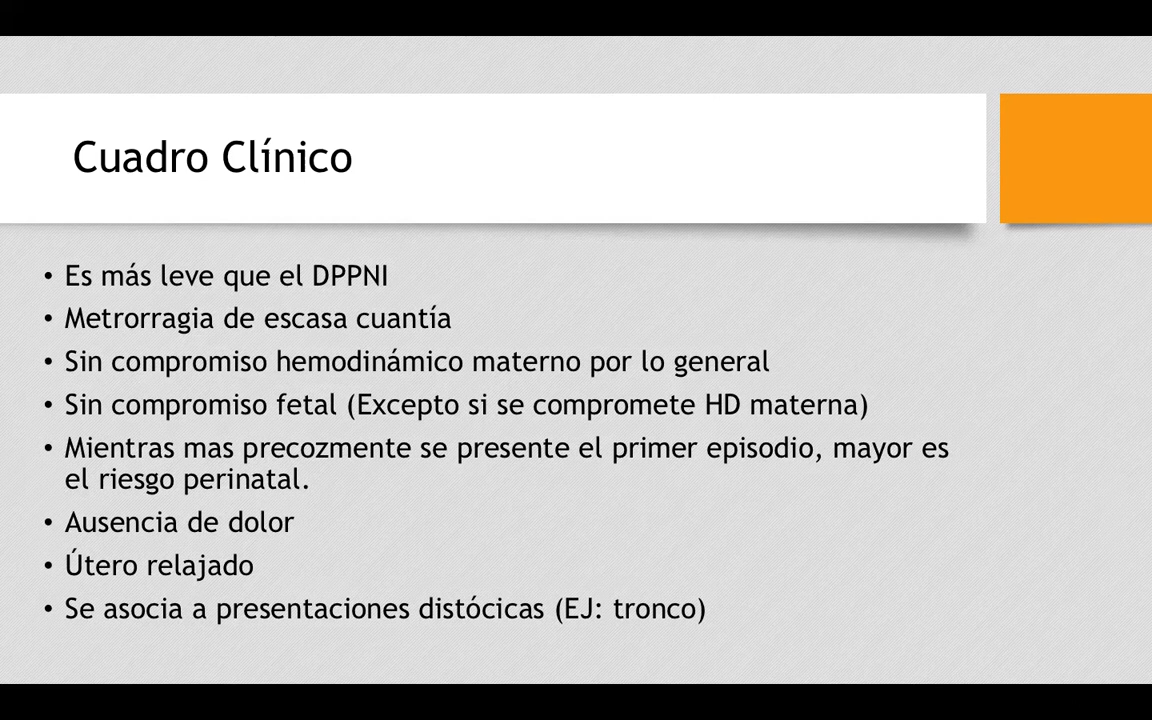 Cuadro Clínico
• Es más leve que el DPPNI
• Metrorragia de escasa cuantía
• Sin compromiso hemodinámico materno por lo general
• Sin compromiso fetal (Excepto si se compromete HD materna)
• Mientras mas precozmente se presente el primer episodio, mayor es
el riesgo perinatal.
• Ausencia de dolor
• Útero relajado
• Se asocia a presentaciones distócicas (EJ: tronco)